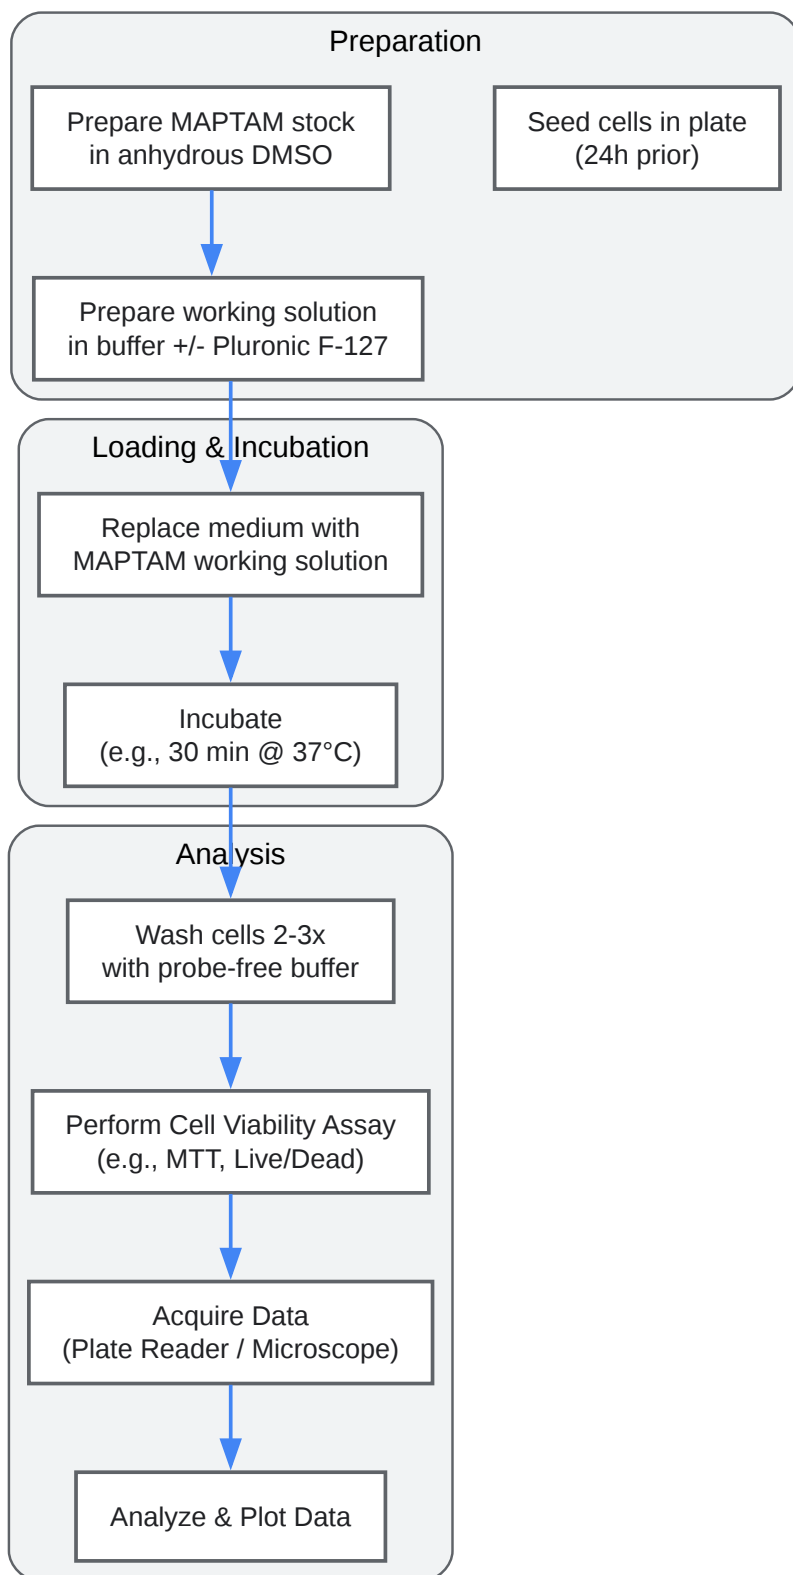 Preparation
Prepare MAPTAM stock
in anhydrous DMSO
Seed cells in plate
(24h prior)
Prepare working solution
in buffer +/- Pluronic F-127
Loading & Incubation
Replace medium with
MAPTAM working solution
Incubate
(e.g., 30 min @ 37°C)
Analysis
Wash cells 2-3x
with probe-free buffer
Perform Cell Viability Assay
(e.g., MTT, Live/Dead)
Acquire Data
(Plate Reader / Microscope)
Analyze & Plot Data